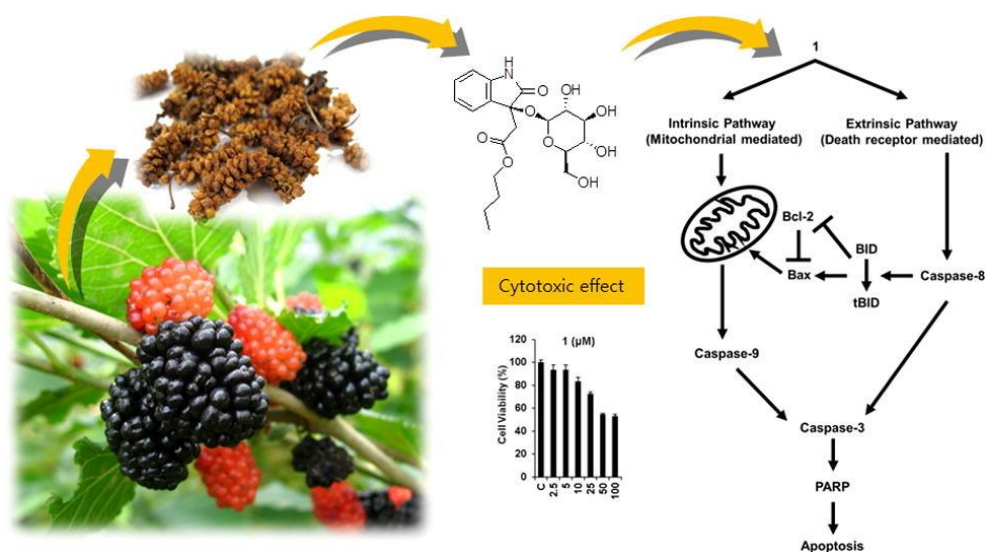 H
N
O
O
O
O
OH
OH
O
OH
OH
Cytotoxic effect
1 (µM)
Cell Viability (%)
120
100
80
60
40
20
0
C
2.5
5
10
25
50
100
1
Intrinsic Pathway
(Mitochondrial mediated)
Extrinsic Pathway
(Death receptor mediated)
Bcl-2
BID
Bax
tBID
Caspase-8
Caspase-9
Caspase-3
PARP
Apoptosis